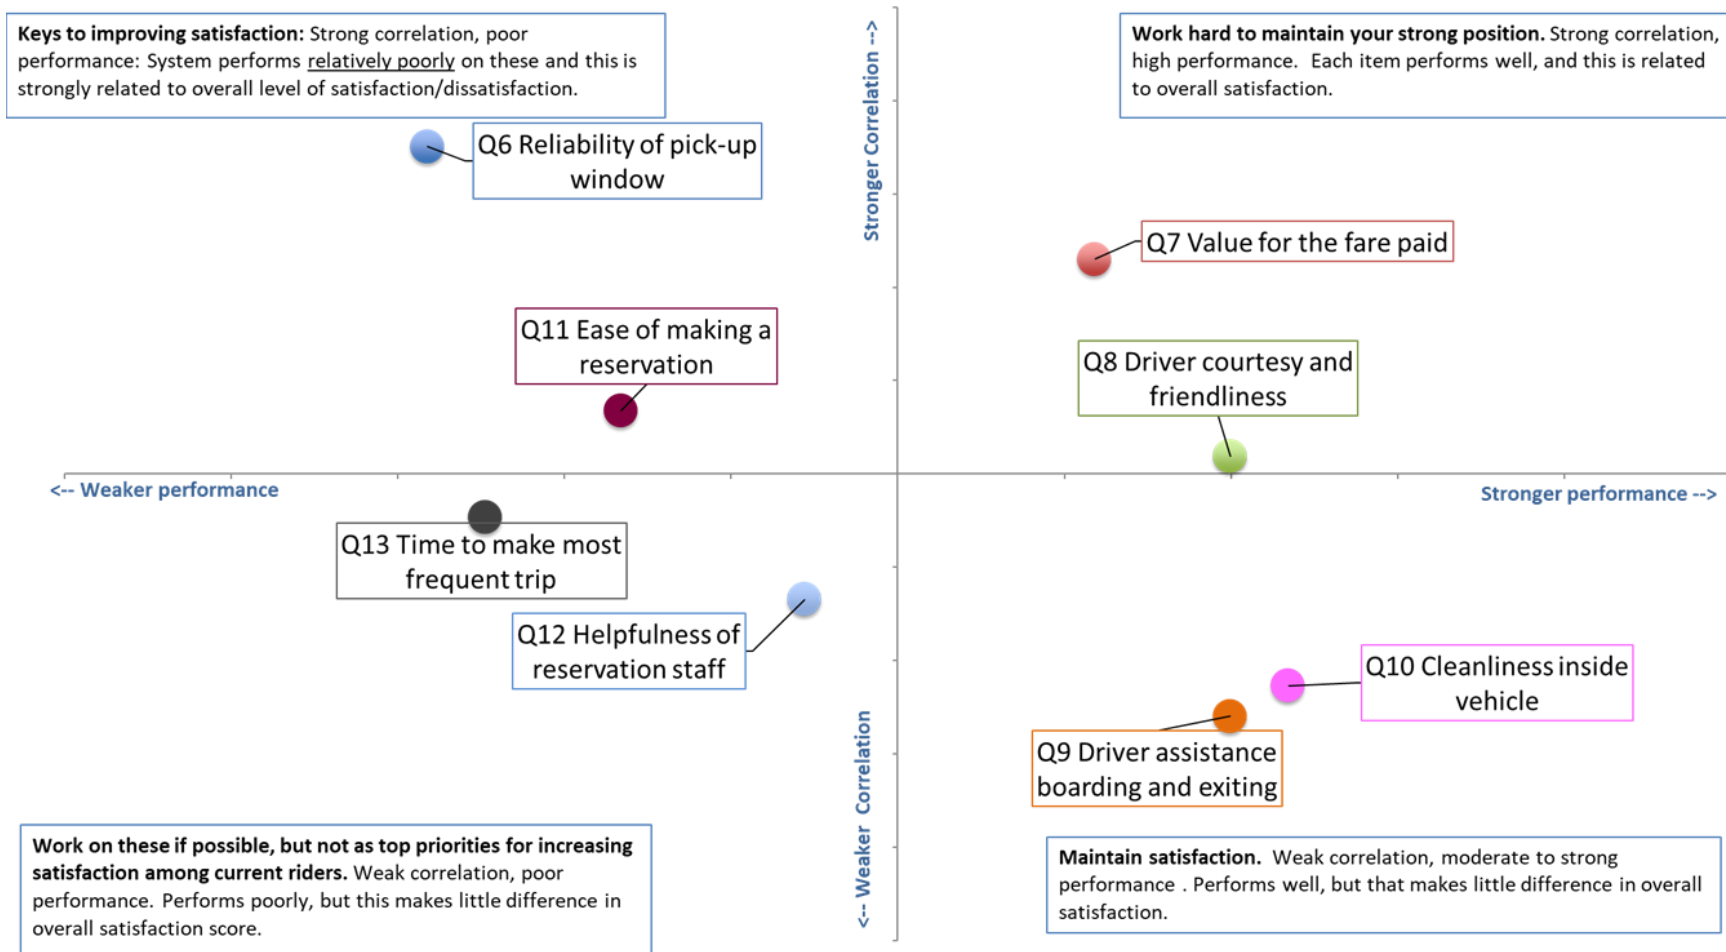 Keys to improving satisfaction: Strong correlation, poor
performance: System performs relatively poorly on these and this is
strongly related to overall level of satisfaction/dissatisfaction.
Stronger Correlation -->
Work hard to maintain your strong position. Strong correlation,
high performance. Each item performs well, and this is related
to overall satisfaction.
Q6 Reliability of pick-up
window
Q7 Value for the fare paid
Q11 Ease of making a
reservation
Q8 Driver courtesy and
friendliness
<-- Weaker performance
Stronger performance -->
Q13 Time to make most
frequent trip
Q12 Helpfulness of
reservation staff
Q10 Cleanliness inside
vehicle
Q9 Driver assistance
boarding and exiting
<-- Weaker Correlation
Work on these if possible, but not as top priorities for increasing
satisfaction among current riders. Weak correlation, poor
performance. Performs poorly, but this makes little difference in
overall satisfaction score.
Maintain satisfaction. Weak correlation, moderate to strong
performance . Performs well, but that makes little difference in overall
satisfaction.